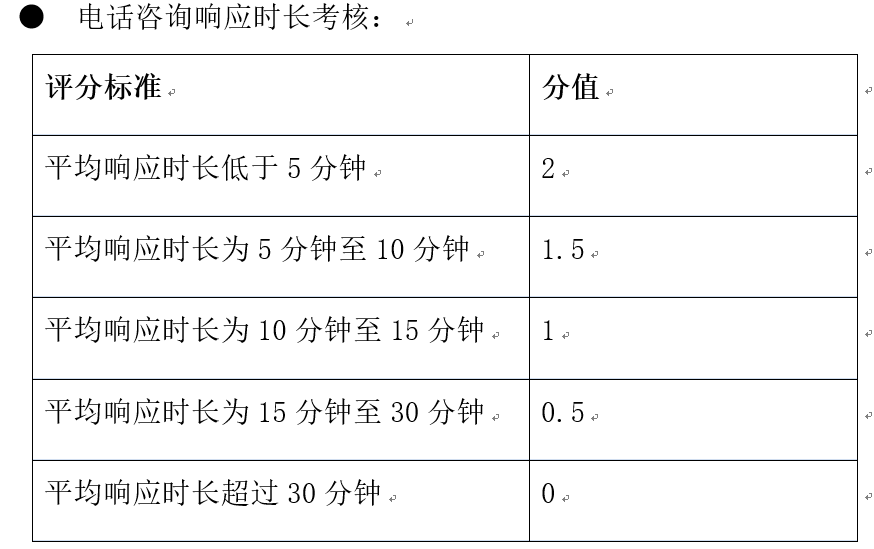 ● 电话咨询响应时长考核：
评分标准 分值
平均响应时长低于 5 分钟 2
平均响应时长为 5 分钟至 10 分钟 1.5
平均响应时长为 10 分钟至 15 分钟 1
平均响应时长为 15 分钟至 30 分钟 0.5
平均响应时长超过 30 分钟 0